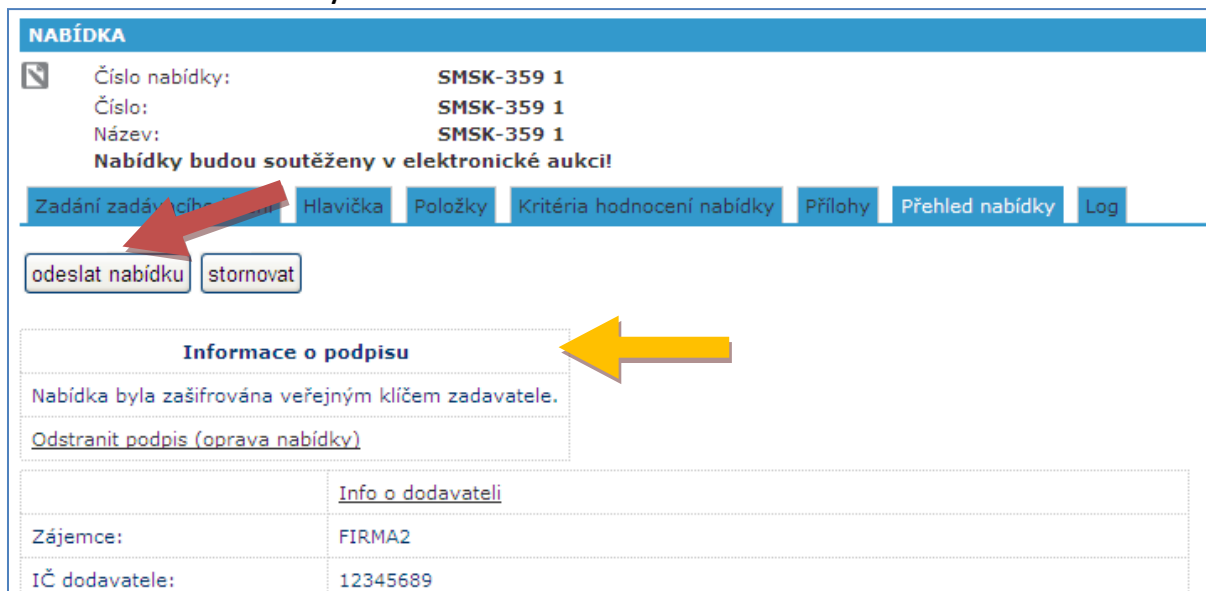 NABÍDKA
Číslo nabídky: SMSK-359 1
Číslo: SMSK-359 1
Název: SMSK-359 1
Nabídky budou soutěženy v elektronické aukci!
Zadání Hlavička Položky Kritéria hodnocení nabídky Přílohy Přehled nabídky Log
odeslat nabídku stornovat
Informace o podpisu
Nabídka byla zašifrována veřejným klíčem zadavatele.
Odstranit podpis (oprava nabídky)
Info o dodavateli
Zájemce: FIRMA2
IČ dodavatele: 12345689